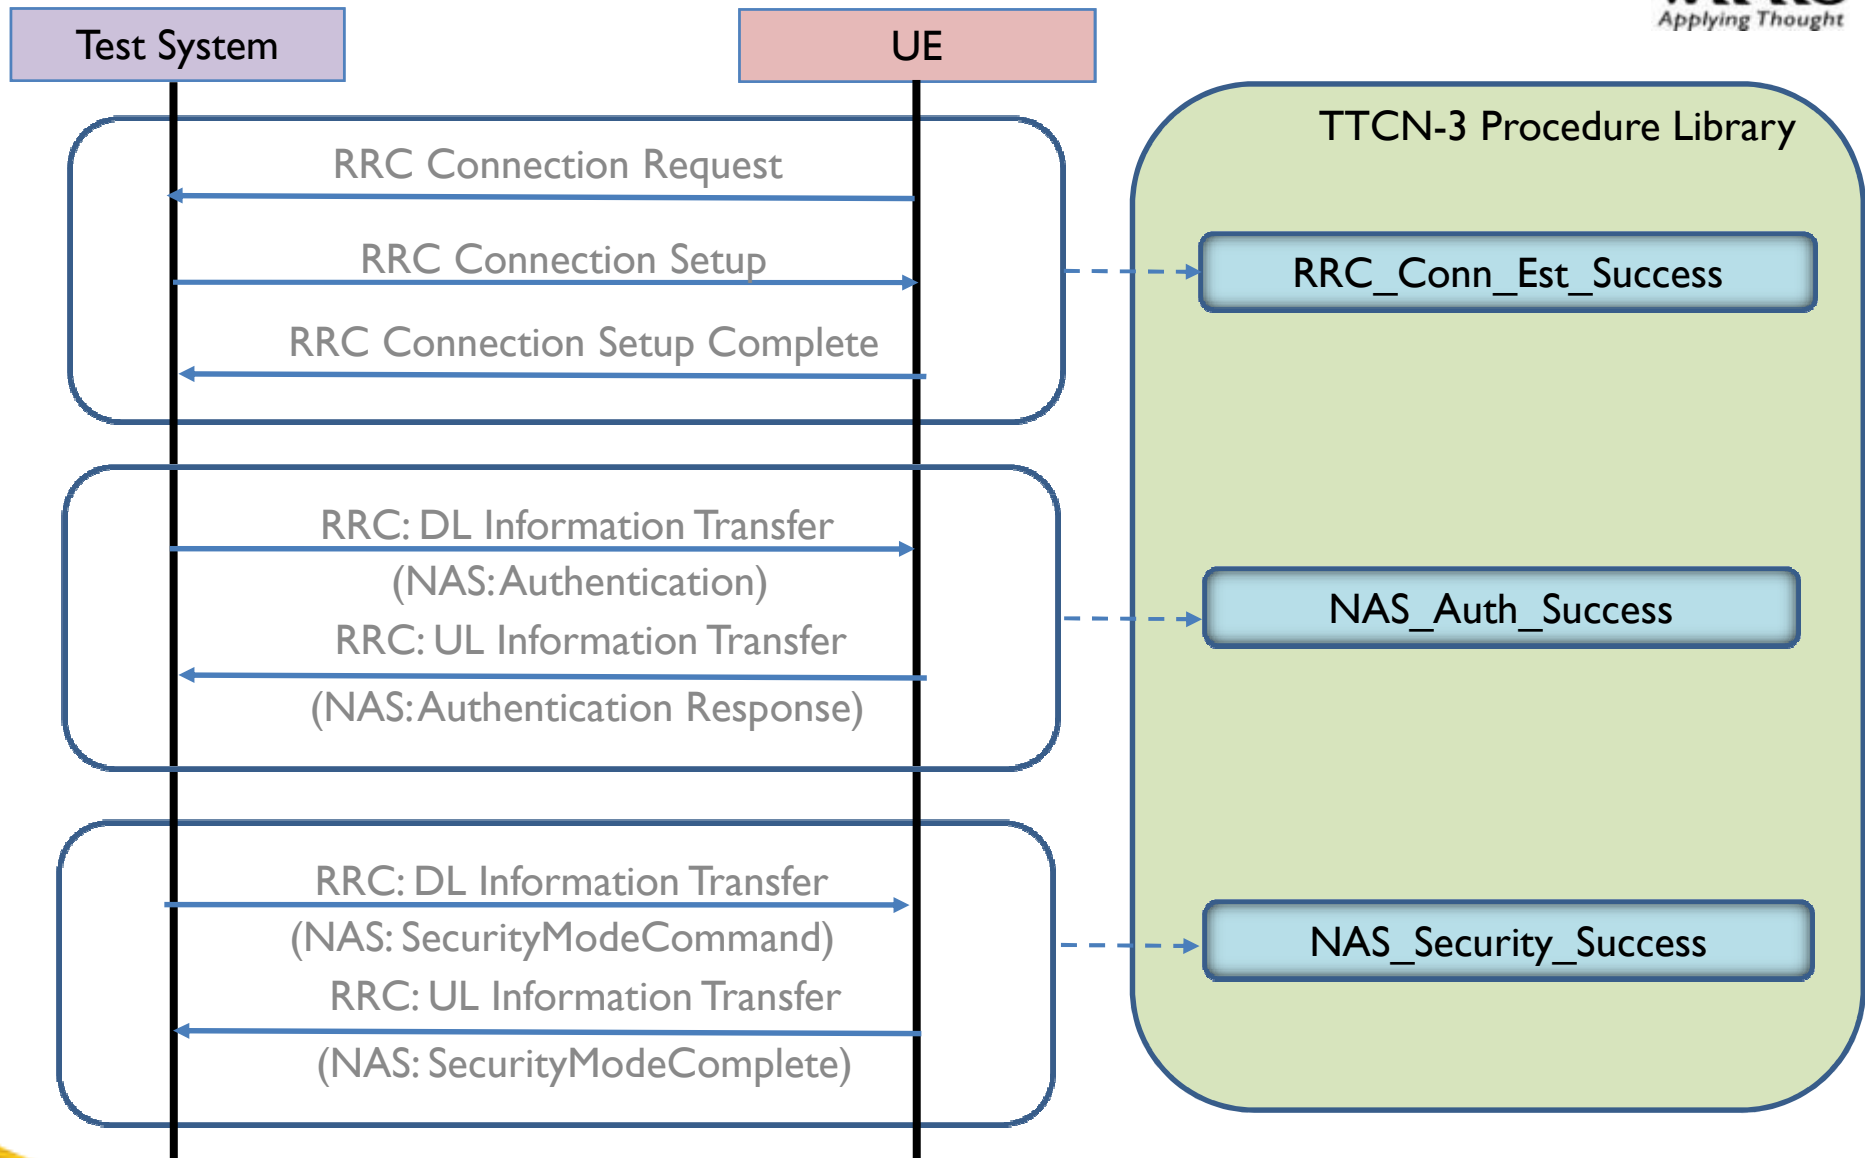 Applying Thought
Test System
UE
TTCN-3 Procedure Library
RRC Connection Request
RRC Connection Setup
RRC_Conn_Est_Success
RRC Connection Setup Complete
RRC: DL Information Transfer
(NAS: Authentication)
NAS_Auth_Success
RRC: UL Information Transfer
(NAS: Authentication Response)
RRC: DL Information Transfer
(NAS: SecurityModeCommand)
NAS_Security_Success
RRC: UL Information Transfer
(NAS: SecurityModeComplete)